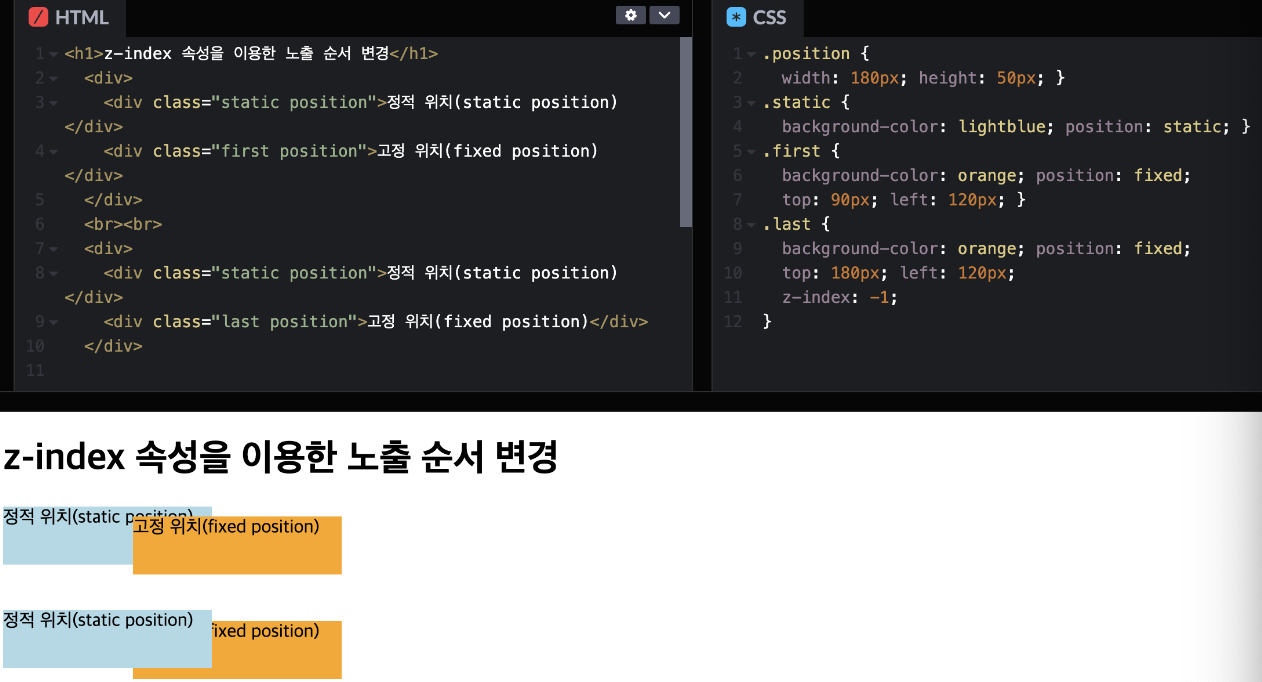 HTML
1 <h1>z-index 속성을 이용한 노출 순서 변경</h1>
2 <div>
3 <div class="static position">정적 위치(static position)
</div>
4 <div class="first position">고정 위치(fixed position)
</div>
5 </div>
6 <br><br>
7 <div>
8 <div class="static position">정적 위치(static position)
</div>
9 <div class="last position">고정 위치(fixed position)</div>
10 </div>
11
CSS
1 .position {
2 width: 180px; height: 50px; }
3 .static {
4 background-color: lightblue; position: static; }
5 .first {
6 background-color: orange; position: fixed;
7 top: 90px; left: 120px; }
8 .last {
9 background-color: orange; position: fixed;
10 top: 180px; left: 120px;
11 z-index: -1;
12 }
z-index 속성을 이용한 노출 순서 변경
정적 위치(static position)
고정 위치(fixed position)
정적 위치(static position)
fixed position)